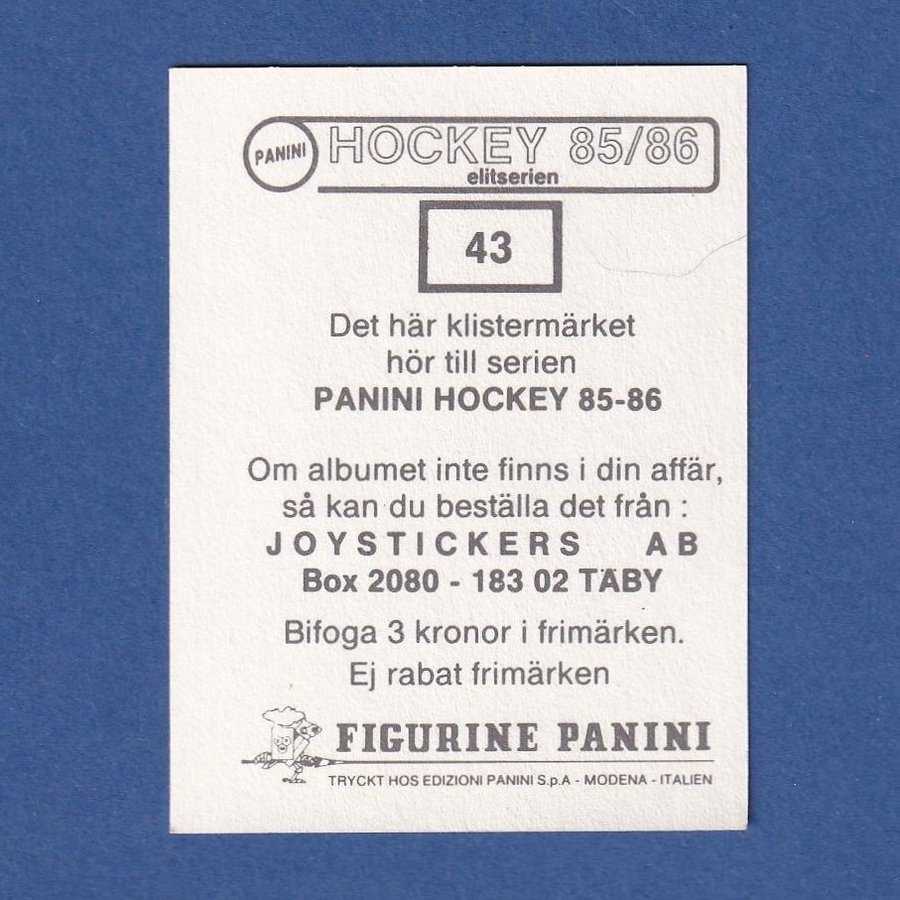 PANINI HOCKEY 85/86
elitserien
43
Det här klistermärket
hör till serien
PANINI HOCKEY 85-86
Om albumet inte finns i din affär,
så kan du beställa det från :
JOYSTICKERS AB
Box 2080 - 183 02 TÄBY
Bifoga 3 kronor i frimärken.
Ej rabat frimärken
FIGURINE PANINI
TRYCKT HOS EDIZIONI PANINI S.p.A - MODENA - ITALIEN